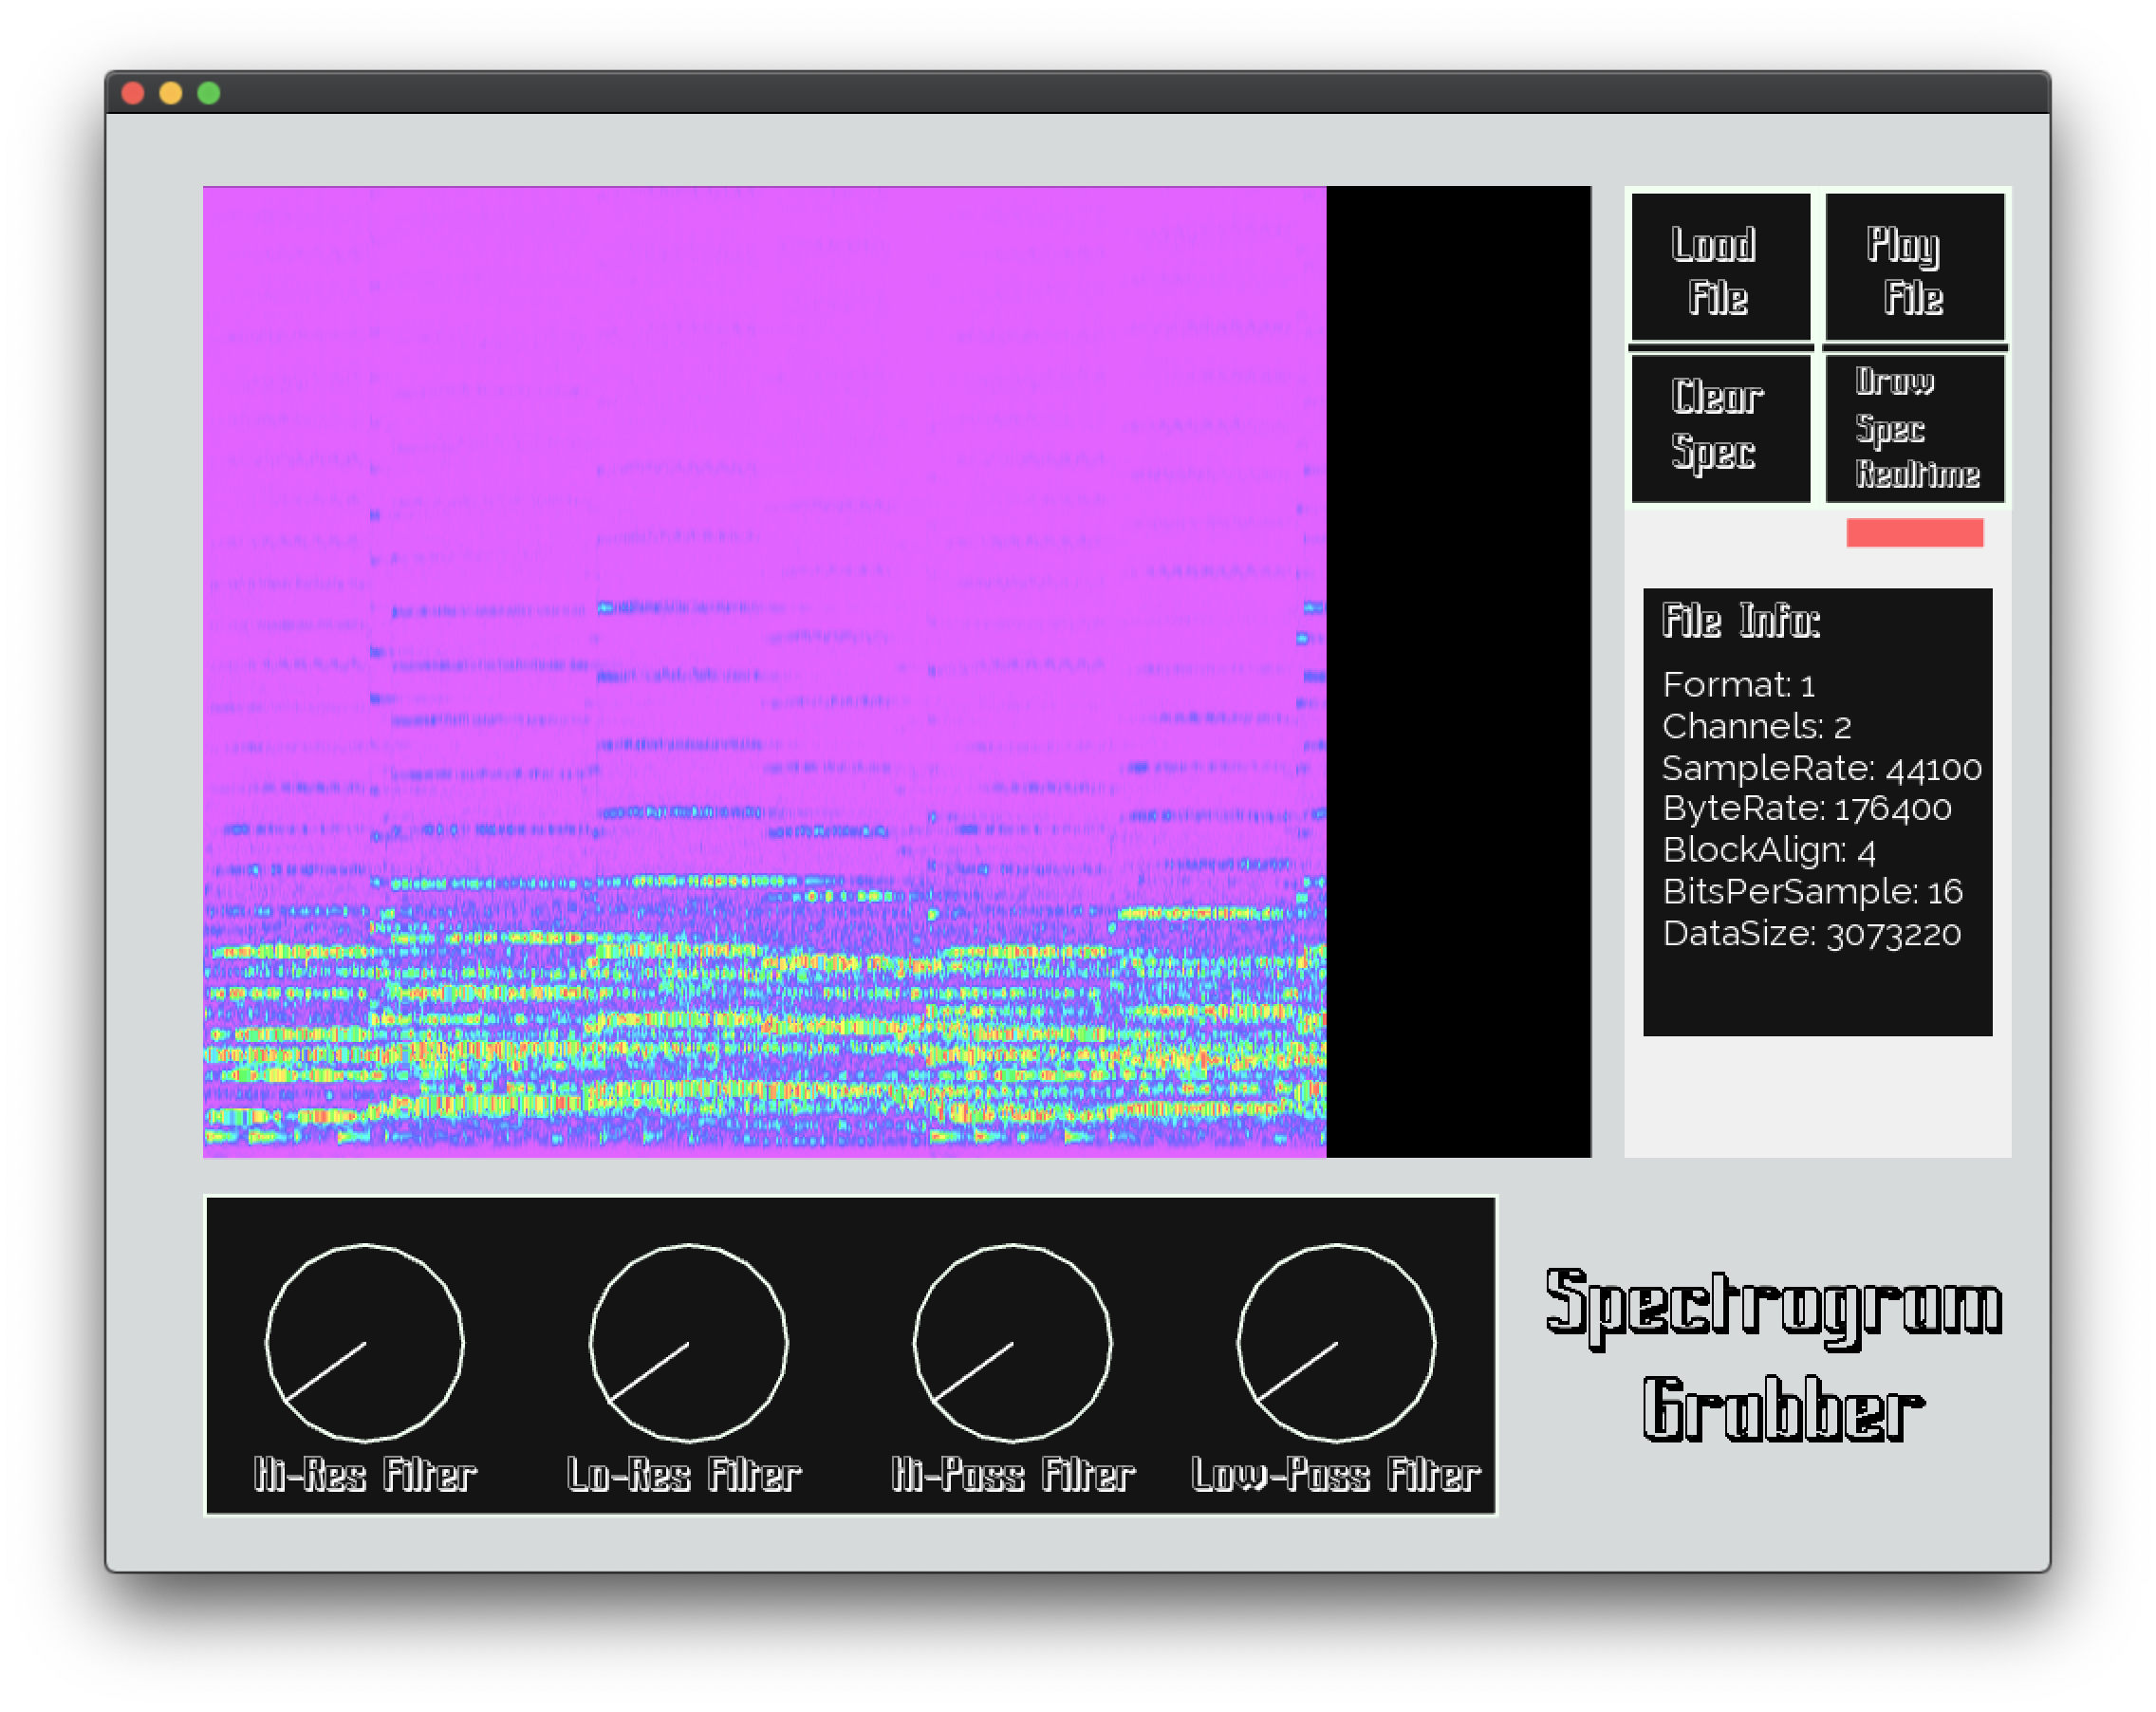 Load
File
Play
File
Clear
Spec
Draw
Spec
Realtime
File Info:
Format: 1
Channels: 2
SampleRate: 44100
ByteRate: 176400
BlockAlign: 4
BitsPerSample: 16
DataSize: 3073220
Hi-Res Filter
Lo-Res Filter
Hi-Pass Filter
Low-Pass Filter
Spectrogram
Grabber